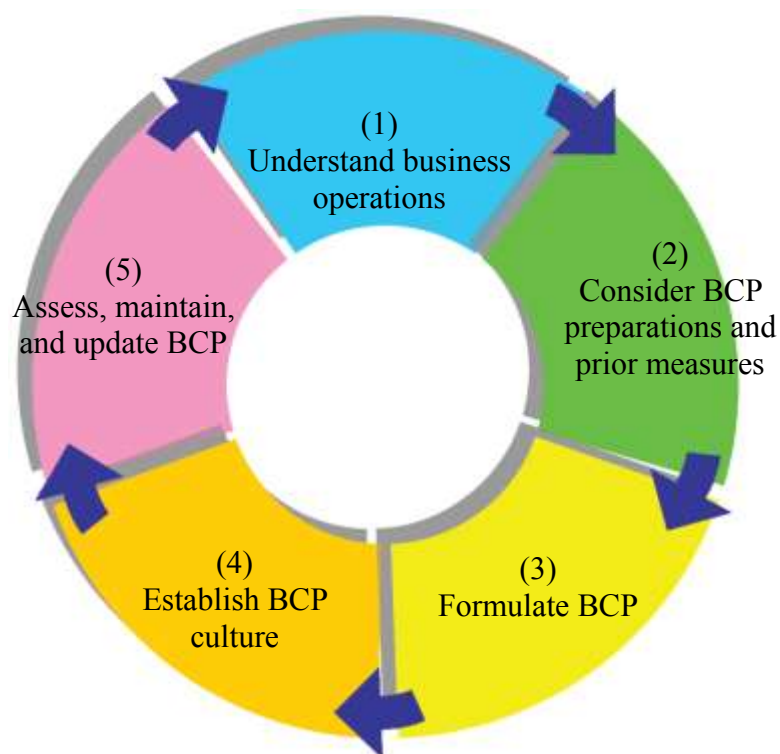 (1)
Understand business
operations
(2)
Consider BCP
preparations and
prior measures
(3)
Formulate BCP
(4)
Establish BCP
culture
(5)
Assess, maintain,
and update BCP